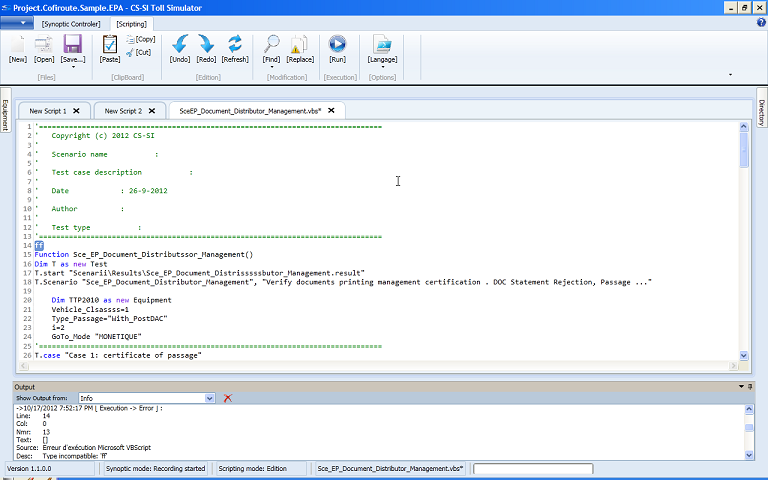 Project.Cofiroute.Sample.EPA - CS-SI Toll Simulator
[Synoptic Controler] [Scripting]
[New] [Open] [Save...] [Paste] [Copy] [Cut] [Undo] [Redo] [Refresh] [Find] [Replace] [Run] [Langage]
[Files] [ClipBoard] [Edition] [Modification] [Execution] [Options]
Equipment
Directory
New Script 1 New Script 2 SceEP_Document_Distributor_Management.vbs*
1 '================================================================================
2 ' Copyright (c) 2012 CS-SI
3 '
4 ' Scenario name :
5 '
6 ' Test case description :
7 '
8 ' Date : 26-9-2012
9 '
10 ' Author :
11 '
12 ' Test type :
13 '================================================================================
14 ff
15 Function Sce_EP_Document_Distributssor_Management()
16 Dim T as new Test
17 T.start "Scenarii\Results\Sce_EP_Document_Distrisssssbutor_Management.result"
18 T.Scenario "Sce_EP_Document_Distributor_Management", "Verify documents printing management certification . DOC Statement Rejection, Passage ..."
19
20 Dim TTP2010 as new Equipment
21 Vehicle_Clsassss=1
22 Type_Passage="With_PostDAC"
23 i=2
24 GoTo_Mode "MONETIQUE"
25 '================================================================================
26 T.case "Case 1: certificate of passage"
Output
Show Output from: Info
->10/17/2012 7:52:17 PM [ Execution -> Error ] :
Line: 14
Col: 0
Nmr: 13
Text: []
Source: Erreur d'exécution Microsoft VBScript
Desc: Type incompatible: 'ff'
Version 1.1.0.0 Synoptic mode: Recording started Scripting mode: Edition Sce_EP_Document_Distributor_Management.vbs*